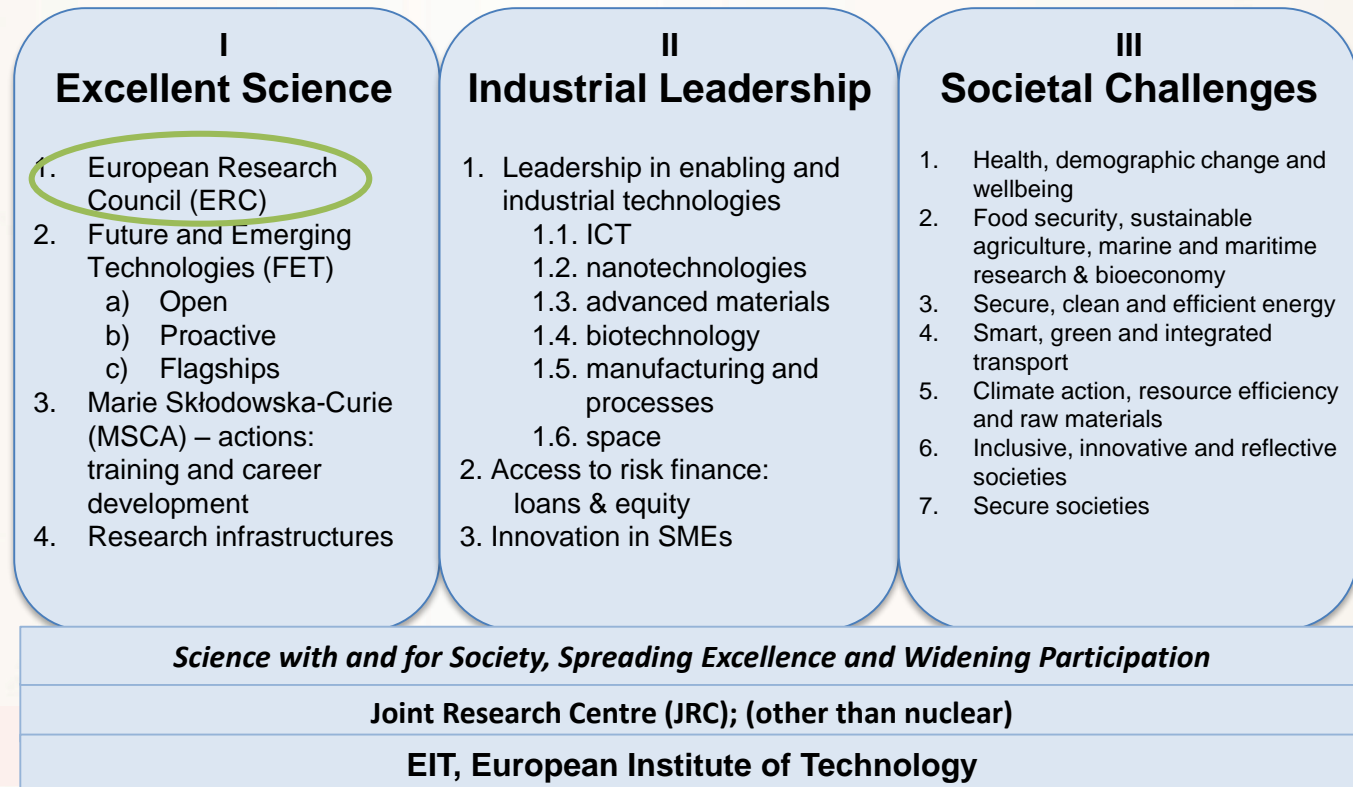 I
Excellent Science
1. European Research
Council (ERC)
2. Future and Emerging
Technologies (FET)
a) Open
b) Proactive
c) Flagships
3. Marie Skłodowska-Curie
(MSCA) – actions:
training and career
development
4. Research infrastructures
II
Industrial Leadership
1. Leadership in enabling and
industrial technologies
1.1. ICT
1.2. nanotechnologies
1.3. advanced materials
1.4. biotechnology
1.5. manufacturing and
processes
1.6. space
2. Access to risk finance:
loans & equity
3. Innovation in SMEs
III
Societal Challenges
1. Health, demographic change and
wellbeing
2. Food security, sustainable
agriculture, marine and maritime
research & bioeconomy
3. Secure, clean and efficient energy
4. Smart, green and integrated
transport
5. Climate action, resource efficiency
and raw materials
6. Inclusive, innovative and reflective
societies
7. Secure societies
Science with and for Society, Spreading Excellence and Widening Participation
Joint Research Centre (JRC); (other than nuclear)
EIT, European Institute of Technology